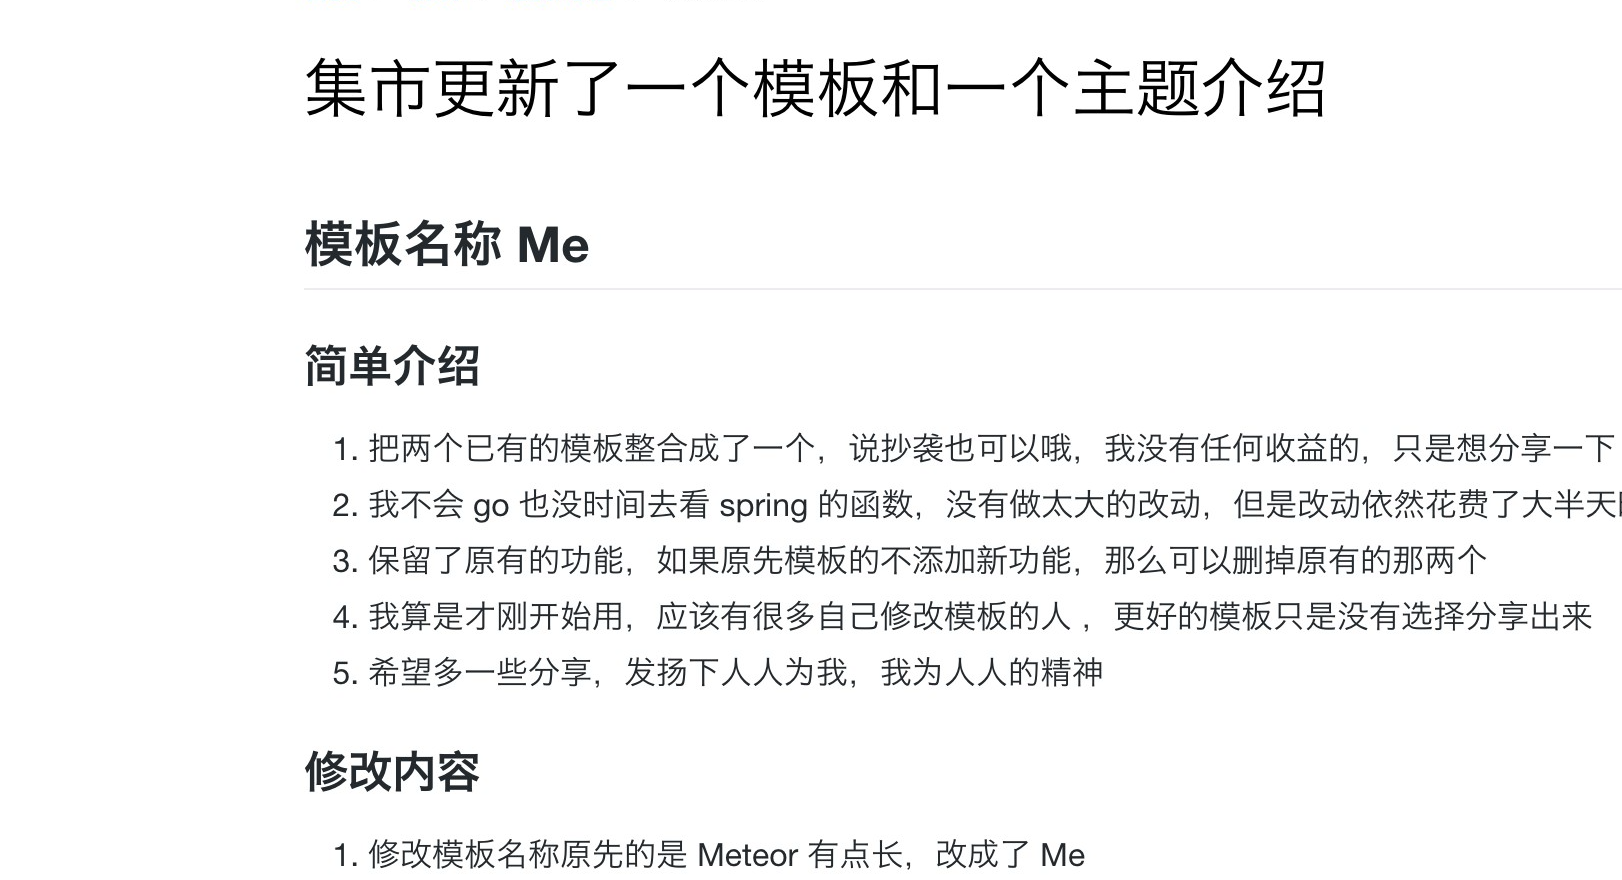 集市更新了一个模板和一个主题介绍
模板名称 Me
简单介绍
1. 把两个已有的模板整合成了一个，说抄袭也可以哦，我没有任何收益的，只是想分享一下
2. 我不会 go 也没时间去看 spring 的函数，没有做太大的改动，但是改动依然花费了大半天
3. 保留了原有的功能，如果原先模板的不添加新功能，那么可以删掉原有的那两个
4. 我算是才刚开始用，应该有很多自己修改模板的人 ，更好的模板只是没有选择分享出来
5. 希望多一些分享，发扬下人人为我，我为人人的精神
修改内容
1. 修改模板名称原先的是 Meteor 有点长，改成了 Me